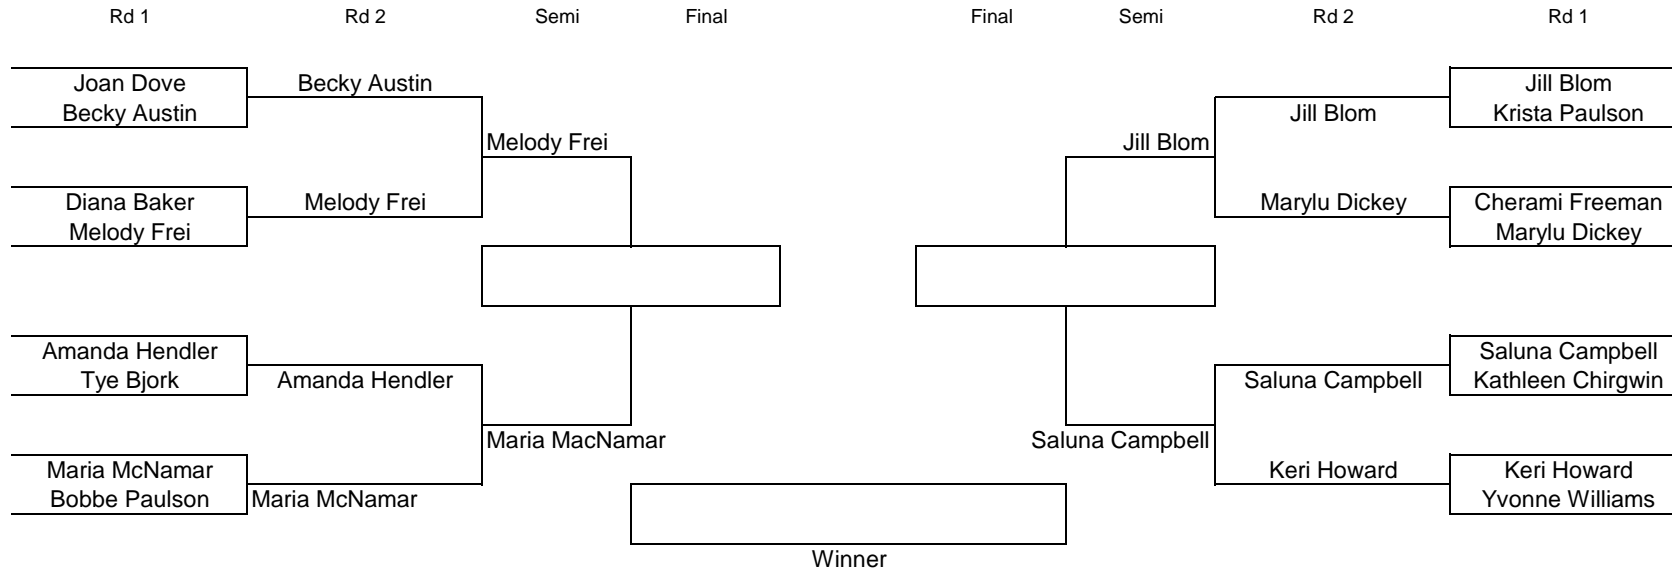 Rd 1 Rd 2 Semi Final Final Semi Rd 2 Rd 1
Joan Dove Becky Austin Jill Blom
Becky Austin Jill Blom Krista Paulson
Melody Frei Jill Blom
Diana Baker Melody Frei Marylu Dickey Cherami Freeman
Melody Frei Marylu Dickey
Amanda Hendler Saluna Campbell
Tye Bjork Amanda Hendler Saluna Campbell Kathleen Chirgwin
Maria MacNamar Saluna Campbell
Maria McNamar Keri Howard Keri Howard
Bobbe Paulson Maria McNamar Yvonne Williams
Winner